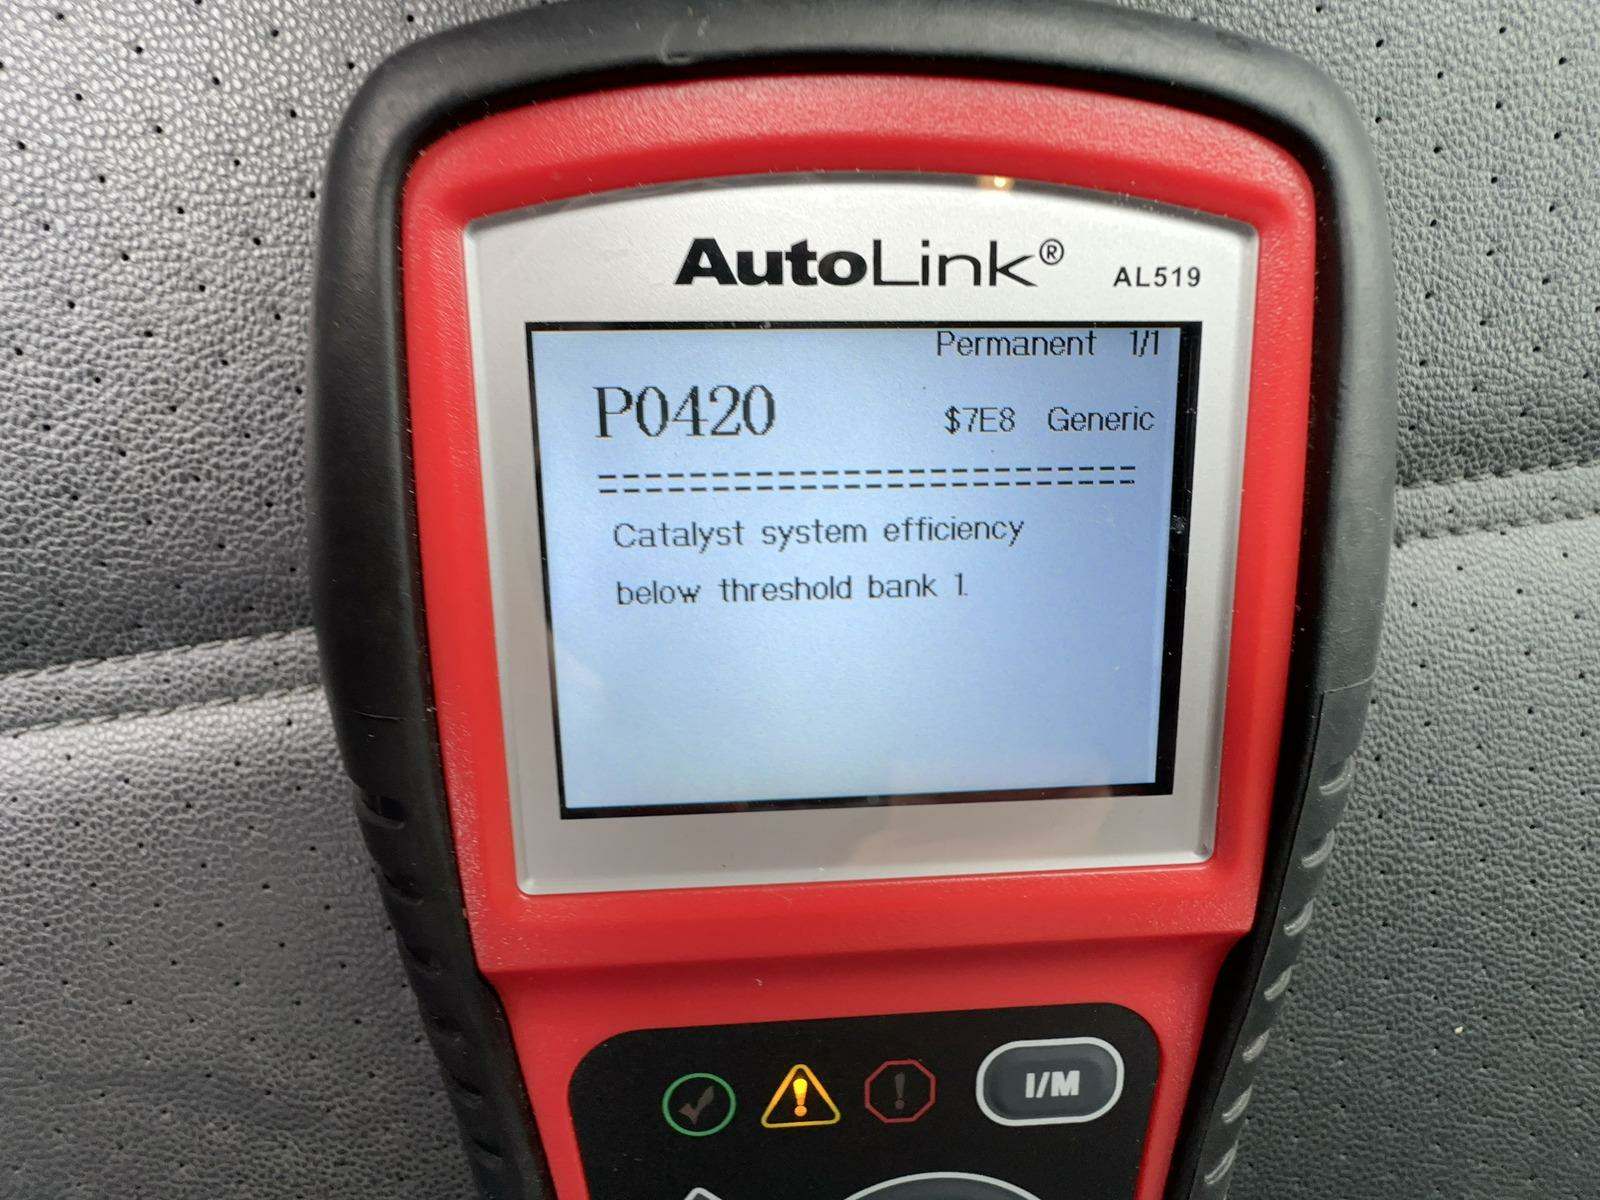 AutoLink® AL519
Permanent 1/1
P0420 $7E8 Generic
================================
Catalyst system efficiency
below threshold bank 1.
I/M